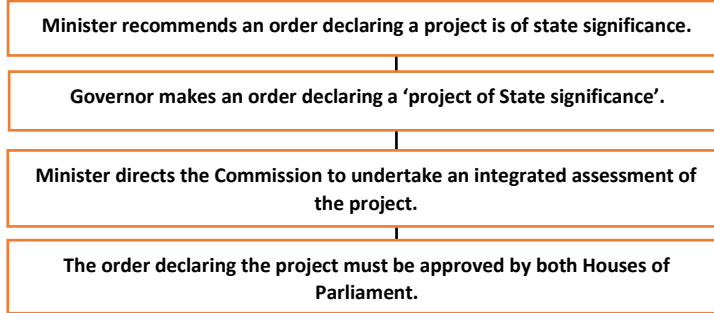 Minister recommends an order declaring a project is of state significance.
Governor makes an order declaring a ‘project of State significance’.
Minister directs the Commission to undertake an integrated assessment of
the project.
The order declaring the project must be approved by both Houses of
Parliament.